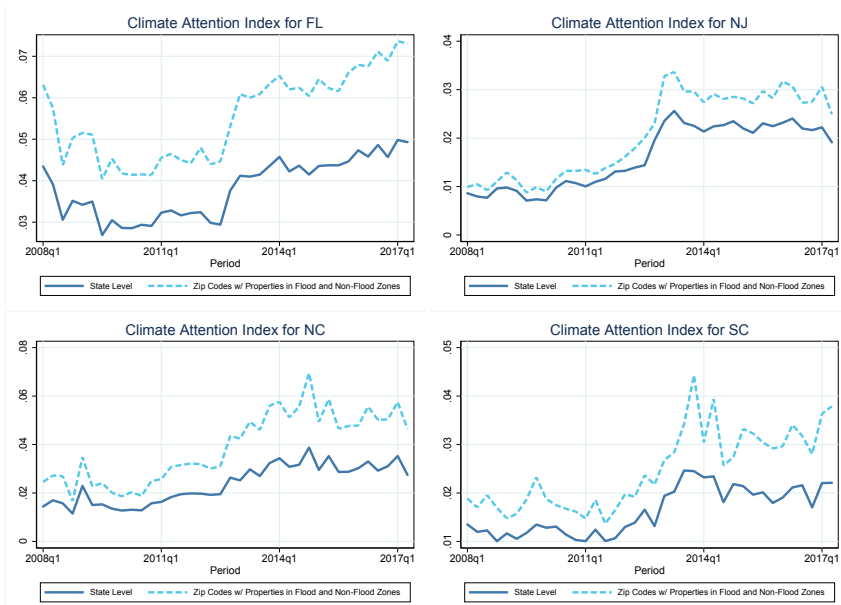 Climate Attention Index for FL
.07
.06
.05
.04
.03
2008q1 2011q1 2014q1 2017q1
Period
State Level Zip Codes w/ Properties in Flood and Non-Flood Zones
Climate Attention Index for NJ
.04
.03
.02
.01
0
2008q1 2011q1 2014q1 2017q1
Period
State Level Zip Codes w/ Properties in Flood and Non-Flood Zones
Climate Attention Index for NC
.08
.06
.04
.02
0
2008q1 2011q1 2014q1 2017q1
Period
State Level Zip Codes w/ Properties in Flood and Non-Flood Zones
Climate Attention Index for SC
.05
.04
.03
.02
.01
2008q1 2011q1 2014q1 2017q1
Period
State Level Zip Codes w/ Properties in Flood and Non-Flood Zones